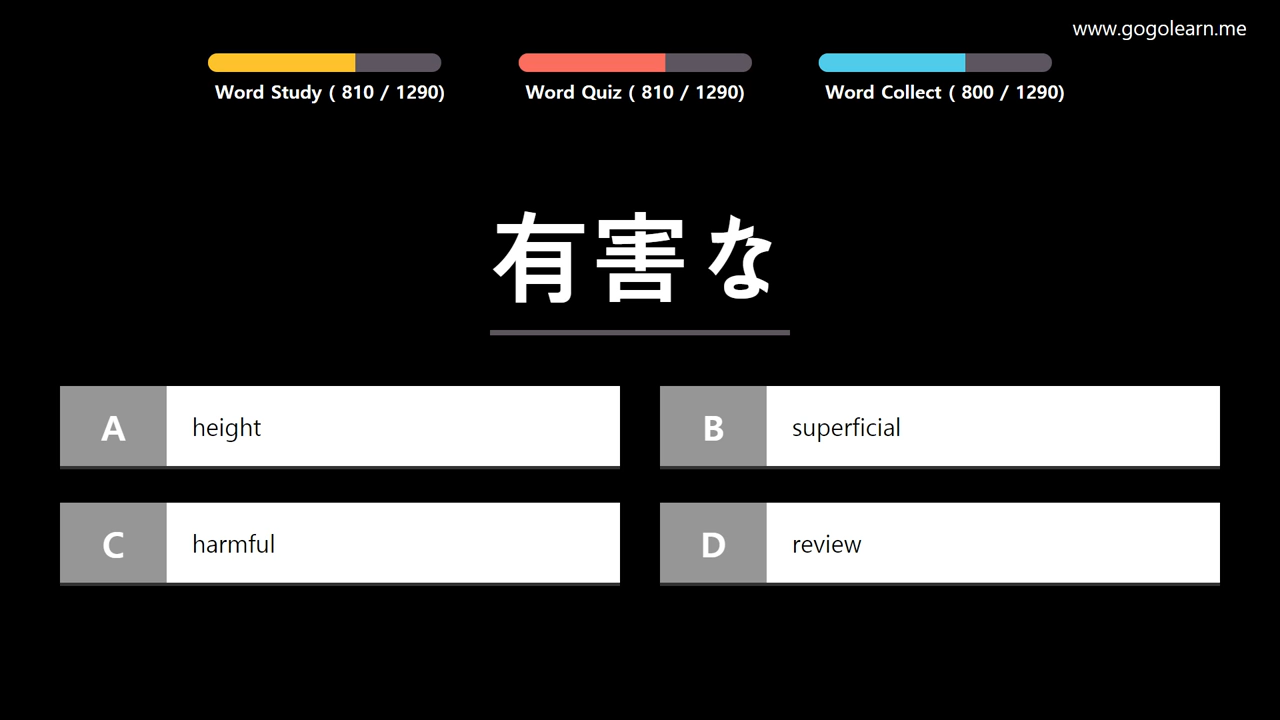 www.gogolearn.me
Word Study ( 810 / 1290)
Word Quiz ( 810 / 1290)
Word Collect ( 800 / 1290)
有害な
A height
B superficial
C harmful
D review